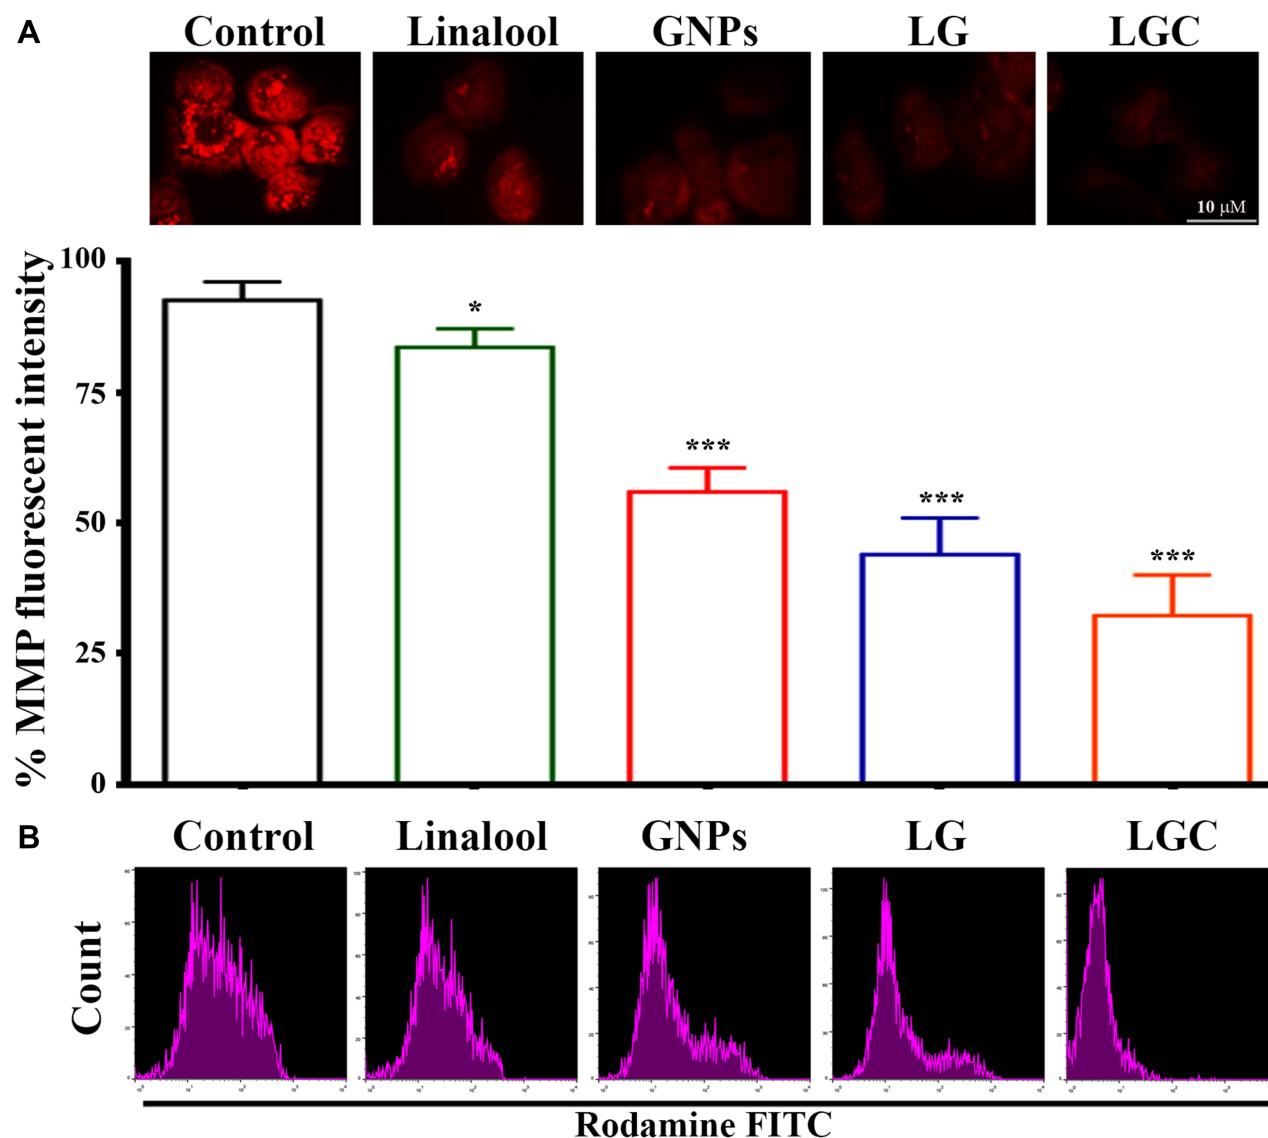 A
Control Linalool GNPs LG LGC
10 μM
% MMP fluorescent intensity
100
75
50
25
0
*
***
***
***
B
Control Linalool GNPs LG LGC
Count
Rodamine FITC